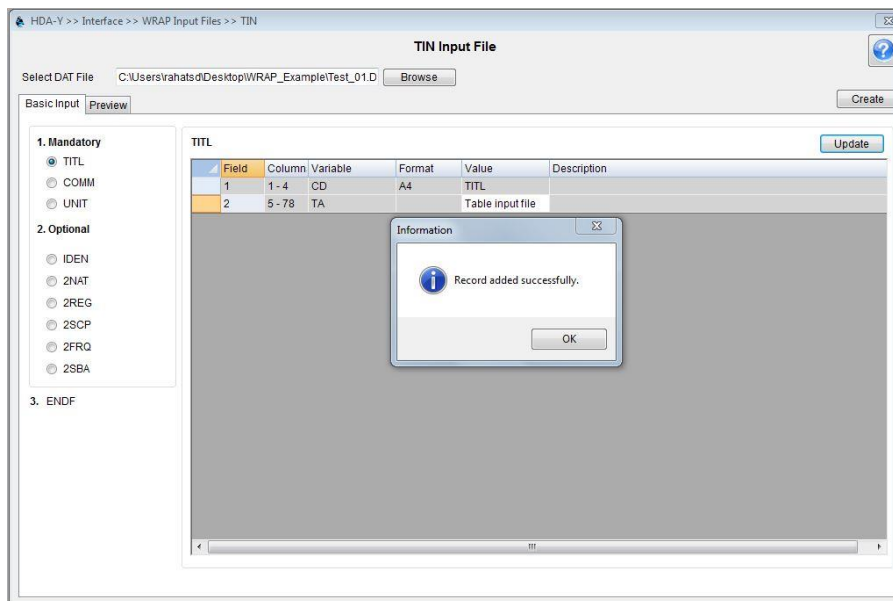 HDA-Y >> Interface >> WRAP Input Files >> TIN
TIN Input File
Select DAT File C:\Users\rahatsd\Desktop\WRAP_Example\Test_01.D Browse
Basic Input Preview Create
1. Mandatory
TITL
COMM
UNIT
2. Optional
IDEN
2NAT
2REG
2SCP
2FRQ
2SBA
3. ENDF
TITL Update
Field Column Variable Format Value Description
1 1 - 4 CD A4 TITL
2 5 - 78 TA Table input file
Information
Record added successfully.
OK